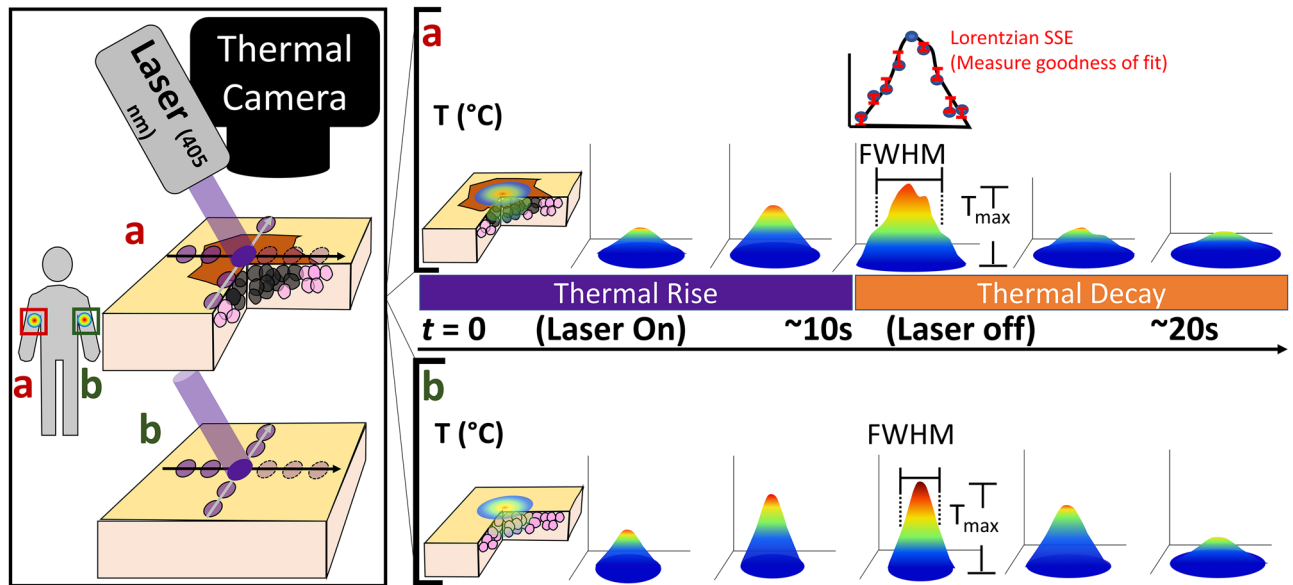 Thermal
Camera
Laser (405
nm)
a
a
b
b
a
T (°C)
Lorentzian SSE
(Measure goodness of fit)
FWHM
Tmax
Thermal Rise
Thermal Decay
t = 0
(Laser On)
~10s
(Laser off)
~20s
b
T (°C)
FWHM
Tmax